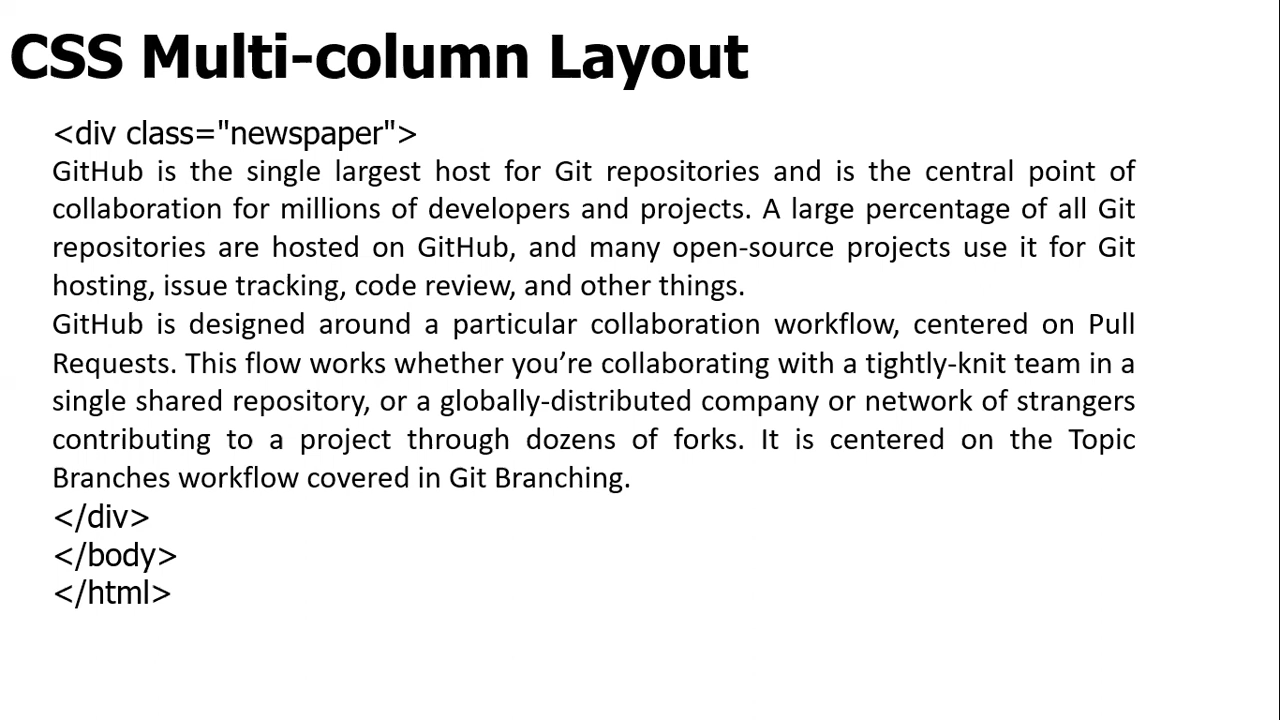 CSS Multi-column Layout
<div class="newspaper">
GitHub is the single largest host for Git repositories and is the central point of
collaboration for millions of developers and projects. A large percentage of all Git
repositories are hosted on GitHub, and many open-source projects use it for Git
hosting, issue tracking, code review, and other things.
GitHub is designed around a particular collaboration workflow, centered on Pull
Requests. This flow works whether you’re collaborating with a tightly-knit team in a
single shared repository, or a globally-distributed company or network of strangers
contributing to a project through dozens of forks. It is centered on the Topic
Branches workflow covered in Git Branching.
</div>
</body>
</html>